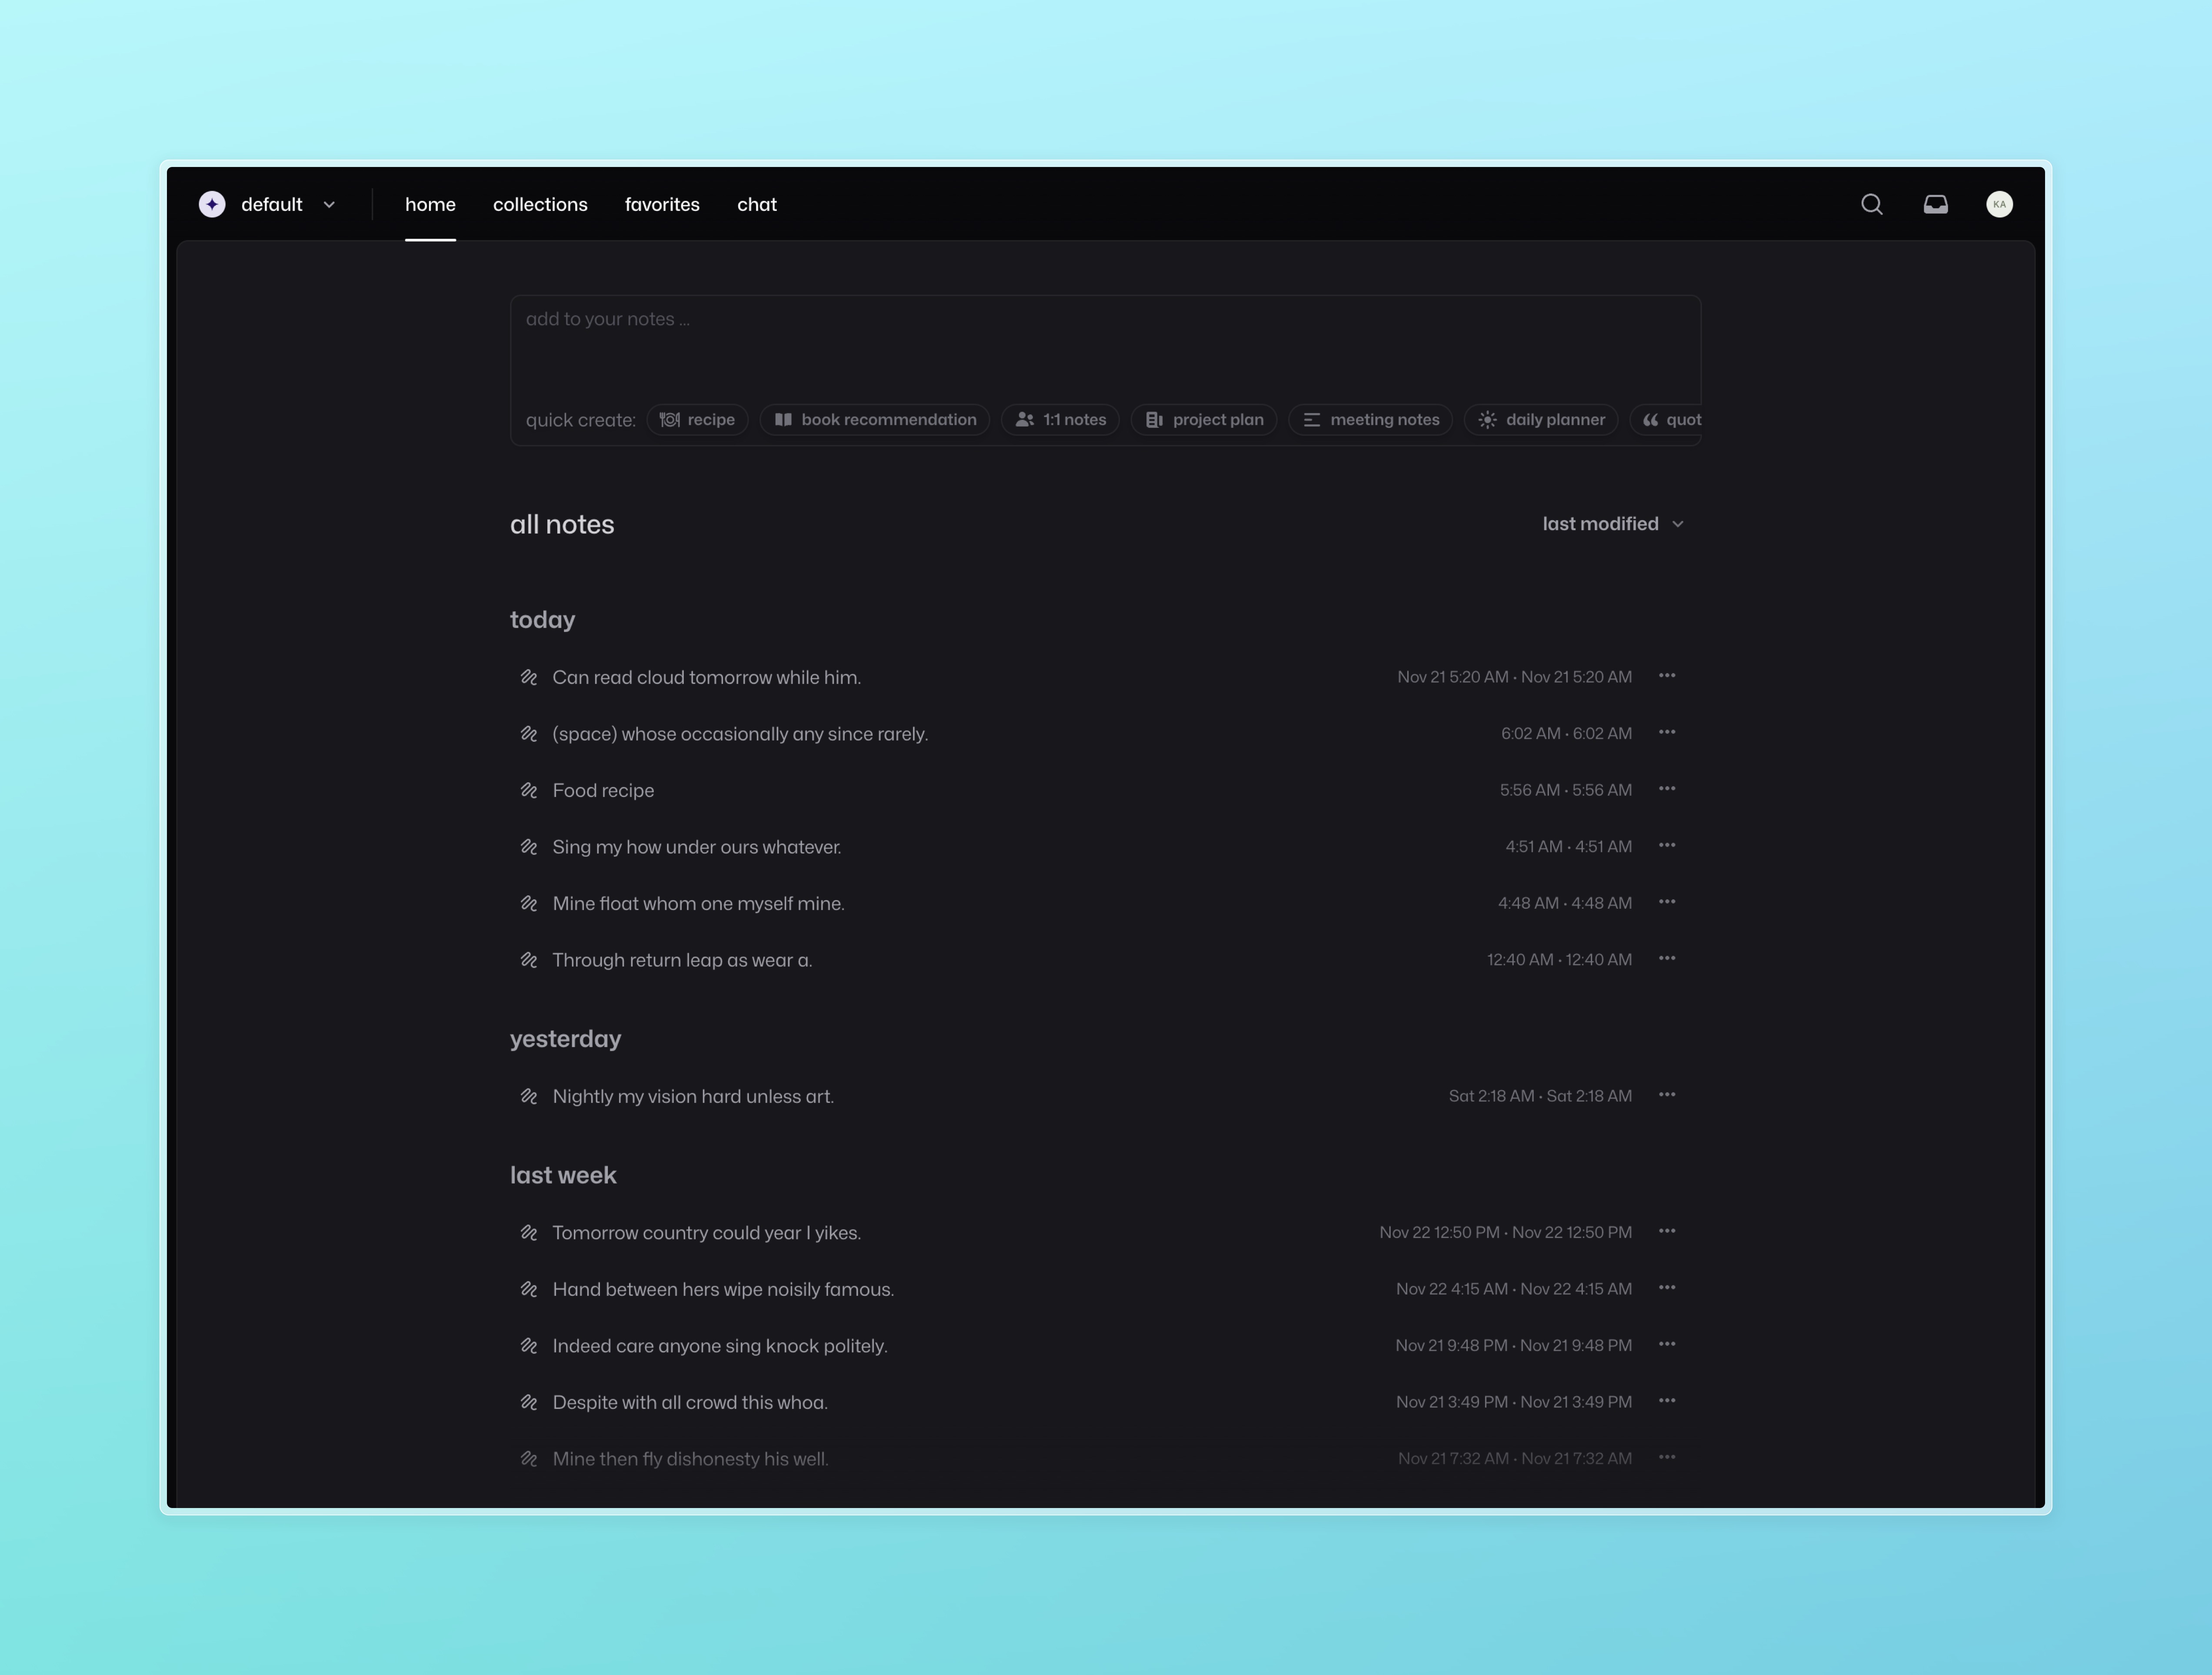 default home collections favorites chat KA
add to your notes ...
quick create: recipe book recommendation 1:1 notes project plan meeting notes daily planner quot
all notes last modified
today
Can read cloud tomorrow while him. Nov 21 5:20 AM • Nov 21 5:20 AM
(space) whose occasionally any since rarely. 6:02 AM • 6:02 AM
Food recipe 5:56 AM • 5:56 AM
Sing my how under ours whatever. 4:51 AM • 4:51 AM
Mine float whom one myself mine. 4:48 AM • 4:48 AM
Through return leap as wear a. 12:40 AM • 12:40 AM
yesterday
Nightly my vision hard unless art. Sat 2:18 AM • Sat 2:18 AM
last week
Tomorrow country could year I yikes. Nov 22 12:50 PM • Nov 22 12:50 PM
Hand between hers wipe noisily famous. Nov 22 4:15 AM • Nov 22 4:15 AM
Indeed care anyone sing knock politely. Nov 21 9:48 PM • Nov 21 9:48 PM
Despite with all crowd this whoa. Nov 21 3:49 PM • Nov 21 3:49 PM
Mine then fly dishonesty his well. Nov 21 7:32 AM • Nov 21 7:32 AM